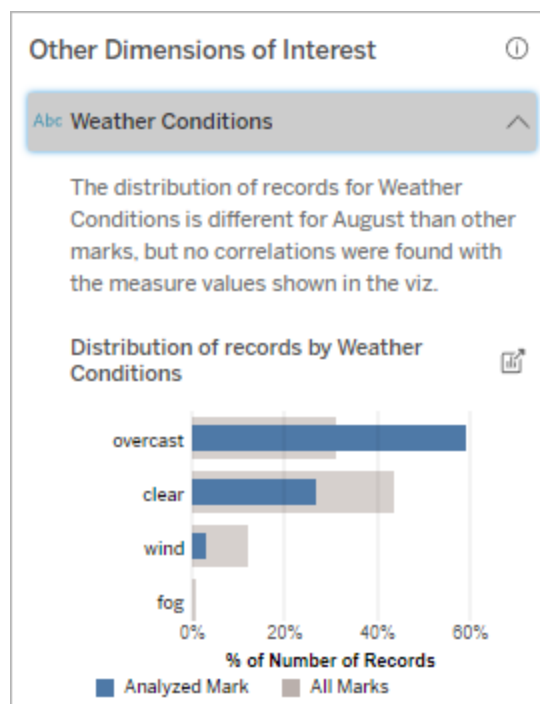 Other Dimensions of Interest
Abc Weather Conditions
The distribution of records for Weather
Conditions is different for August than other
marks, but no correlations were found with
the measure values shown in the viz.
Distribution of records by Weather
Conditions
overcast
clear
wind
fog
0% 20% 40% 60%
% of Number of Records
Analyzed Mark All Marks